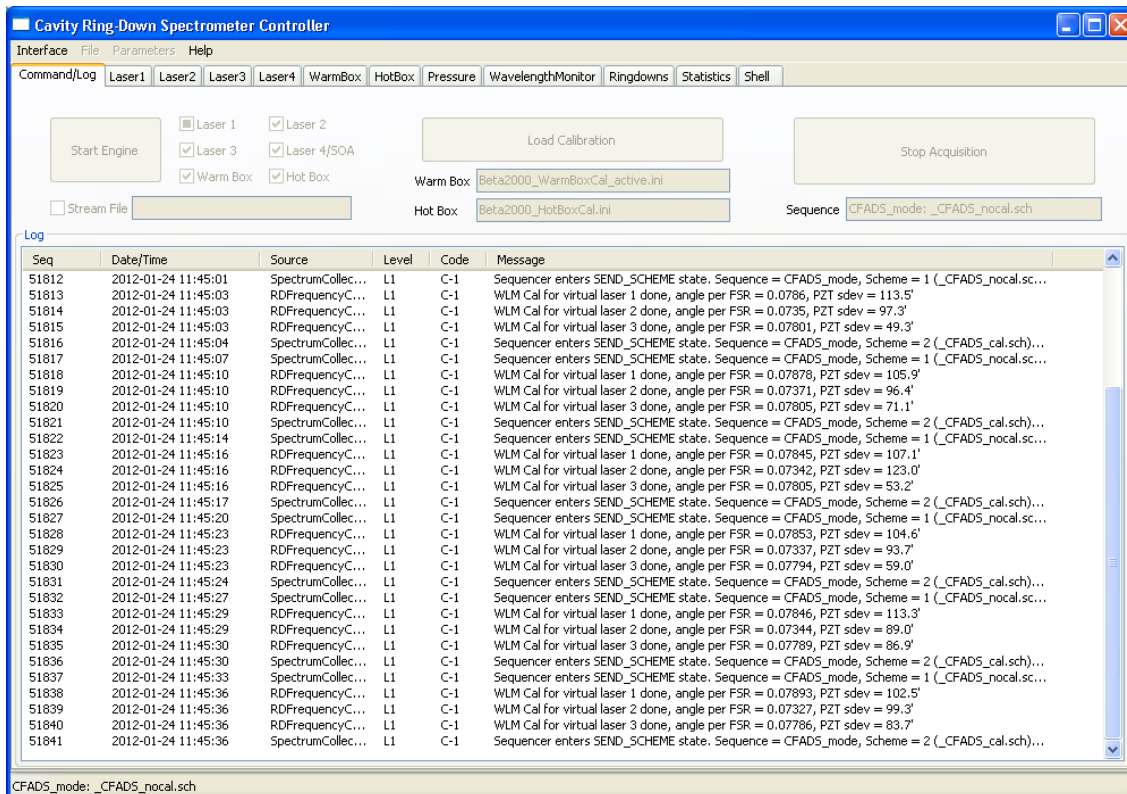 Cavity Ring-Down Spectrometer Controller
Interface File Parameters Help
Command/Log Laser1 Laser2 Laser3 Laser4 WarmBox HotBox Pressure WavelengthMonitor Ringdowns Statistics Shell
Start Engine
Laser 1 Laser 2
Laser 3 Laser 4/SOA
Warm Box Hot Box
Stream File
Load Calibration
Warm Box Beta2000_WarmBoxCal_active.ini
Hot Box Beta2000_HotBoxCal.ini
Stop Acquisition
Sequence CFADS_mode: _CFADS_nocal.sch
Log
Seq Date/Time Source Level Code Message
51812 2012-01-24 11:45:01 SpectrumCollec... L1 C-1 Sequencer enters SEND_SCHEME state. Sequence = CFADS_mode, Scheme = 1 (_CFADS_nocal.sc...
51813 2012-01-24 11:45:03 RDFrequencyC... L1 C-1 WLM Cal for virtual laser 1 done, angle per FSR = 0.0786, PZT sdev = 113.5'
51814 2012-01-24 11:45:03 RDFrequencyC... L1 C-1 WLM Cal for virtual laser 2 done, angle per FSR = 0.0735, PZT sdev = 97.3'
51815 2012-01-24 11:45:03 RDFrequencyC... L1 C-1 WLM Cal for virtual laser 3 done, angle per FSR = 0.07801, PZT sdev = 49.3'
51816 2012-01-24 11:45:04 SpectrumCollec... L1 C-1 Sequencer enters SEND_SCHEME state. Sequence = CFADS_mode, Scheme = 2 (_CFADS_cal.sch)...
51817 2012-01-24 11:45:07 SpectrumCollec... L1 C-1 Sequencer enters SEND_SCHEME state. Sequence = CFADS_mode, Scheme = 1 (_CFADS_nocal.sc...
51818 2012-01-24 11:45:10 RDFrequencyC... L1 C-1 WLM Cal for virtual laser 1 done, angle per FSR = 0.07878, PZT sdev = 105.9'
51819 2012-01-24 11:45:10 RDFrequencyC... L1 C-1 WLM Cal for virtual laser 2 done, angle per FSR = 0.07371, PZT sdev = 96.4'
51820 2012-01-24 11:45:10 RDFrequencyC... L1 C-1 WLM Cal for virtual laser 3 done, angle per FSR = 0.07805, PZT sdev = 71.1'
51821 2012-01-24 11:45:10 SpectrumCollec... L1 C-1 Sequencer enters SEND_SCHEME state. Sequence = CFADS_mode, Scheme = 2 (_CFADS_cal.sch)...
51822 2012-01-24 11:45:14 SpectrumCollec... L1 C-1 Sequencer enters SEND_SCHEME state. Sequence = CFADS_mode, Scheme = 1 (_CFADS_nocal.sc...
51823 2012-01-24 11:45:16 RDFrequencyC... L1 C-1 WLM Cal for virtual laser 1 done, angle per FSR = 0.07845, PZT sdev = 107.1'
51824 2012-01-24 11:45:16 RDFrequencyC... L1 C-1 WLM Cal for virtual laser 2 done, angle per FSR = 0.07342, PZT sdev = 123.0'
51825 2012-01-24 11:45:16 RDFrequencyC... L1 C-1 WLM Cal for virtual laser 3 done, angle per FSR = 0.07805, PZT sdev = 53.2'
51826 2012-01-24 11:45:17 SpectrumCollec... L1 C-1 Sequencer enters SEND_SCHEME state. Sequence = CFADS_mode, Scheme = 2 (_CFADS_cal.sch)...
51827 2012-01-24 11:45:20 SpectrumCollec... L1 C-1 Sequencer enters SEND_SCHEME state. Sequence = CFADS_mode, Scheme = 1 (_CFADS_nocal.sc...
51828 2012-01-24 11:45:23 RDFrequencyC... L1 C-1 WLM Cal for virtual laser 1 done, angle per FSR = 0.07853, PZT sdev = 104.6'
51829 2012-01-24 11:45:23 RDFrequencyC... L1 C-1 WLM Cal for virtual laser 2 done, angle per FSR = 0.07337, PZT sdev = 93.7'
51830 2012-01-24 11:45:23 RDFrequencyC... L1 C-1 WLM Cal for virtual laser 3 done, angle per FSR = 0.07794, PZT sdev = 59.0'
51831 2012-01-24 11:45:24 SpectrumCollec... L1 C-1 Sequencer enters SEND_SCHEME state. Sequence = CFADS_mode, Scheme = 2 (_CFADS_cal.sch)...
51832 2012-01-24 11:45:27 SpectrumCollec... L1 C-1 Sequencer enters SEND_SCHEME state. Sequence = CFADS_mode, Scheme = 1 (_CFADS_nocal.sc...
51833 2012-01-24 11:45:29 RDFrequencyC... L1 C-1 WLM Cal for virtual laser 1 done, angle per FSR = 0.07846, PZT sdev = 113.3'
51834 2012-01-24 11:45:29 RDFrequencyC... L1 C-1 WLM Cal for virtual laser 2 done, angle per FSR = 0.07344, PZT sdev = 89.0'
51835 2012-01-24 11:45:30 RDFrequencyC... L1 C-1 WLM Cal for virtual laser 3 done, angle per FSR = 0.07789, PZT sdev = 86.9'
51836 2012-01-24 11:45:30 SpectrumCollec... L1 C-1 Sequencer enters SEND_SCHEME state. Sequence = CFADS_mode, Scheme = 2 (_CFADS_cal.sch)...
51837 2012-01-24 11:45:33 SpectrumCollec... L1 C-1 Sequencer enters SEND_SCHEME state. Sequence = CFADS_mode, Scheme = 1 (_CFADS_nocal.sc...
51838 2012-01-24 11:45:36 RDFrequencyC... L1 C-1 WLM Cal for virtual laser 1 done, angle per FSR = 0.07893, PZT sdev = 102.5'
51839 2012-01-24 11:45:36 RDFrequencyC... L1 C-1 WLM Cal for virtual laser 2 done, angle per FSR = 0.07327, PZT sdev = 99.3'
51840 2012-01-24 11:45:36 RDFrequencyC... L1 C-1 WLM Cal for virtual laser 3 done, angle per FSR = 0.07786, PZT sdev = 83.7'
51841 2012-01-24 11:45:36 SpectrumCollec... L1 C-1 Sequencer enters SEND_SCHEME state. Sequence = CFADS_mode, Scheme = 2 (_CFADS_cal.sch)...
CFADS_mode: _CFADS_nocal.sch